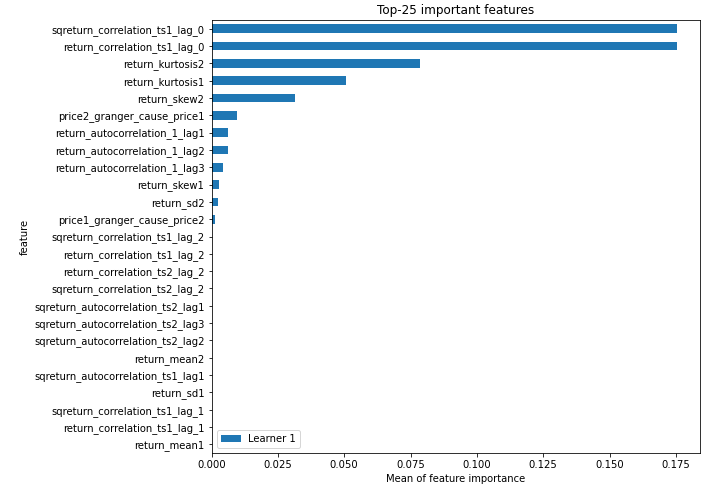 Top-25 important features
sqreturn_correlation_ts1_lag_0
return_correlation_ts1_lag_0
return_kurtosis2
return_kurtosis1
return_skew2
price2_granger_cause_price1
return_autocorrelation_1_lag1
return_autocorrelation_1_lag2
return_autocorrelation_1_lag3
return_skew1
return_sd2
price1_granger_cause_price2
sqreturn_correlation_ts1_lag_2
return_correlation_ts1_lag_2
return_correlation_ts2_lag_2
sqreturn_correlation_ts2_lag_2
sqreturn_autocorrelation_ts2_lag1
sqreturn_autocorrelation_ts2_lag3
sqreturn_autocorrelation_ts2_lag2
return_mean2
sqreturn_autocorrelation_ts1_lag1
return_sd1
sqreturn_correlation_ts1_lag_1
return_correlation_ts1_lag_1
return_mean1
feature
Learner 1
0.000 0.025 0.050 0.075 0.100 0.125 0.150 0.175
Mean of feature importance